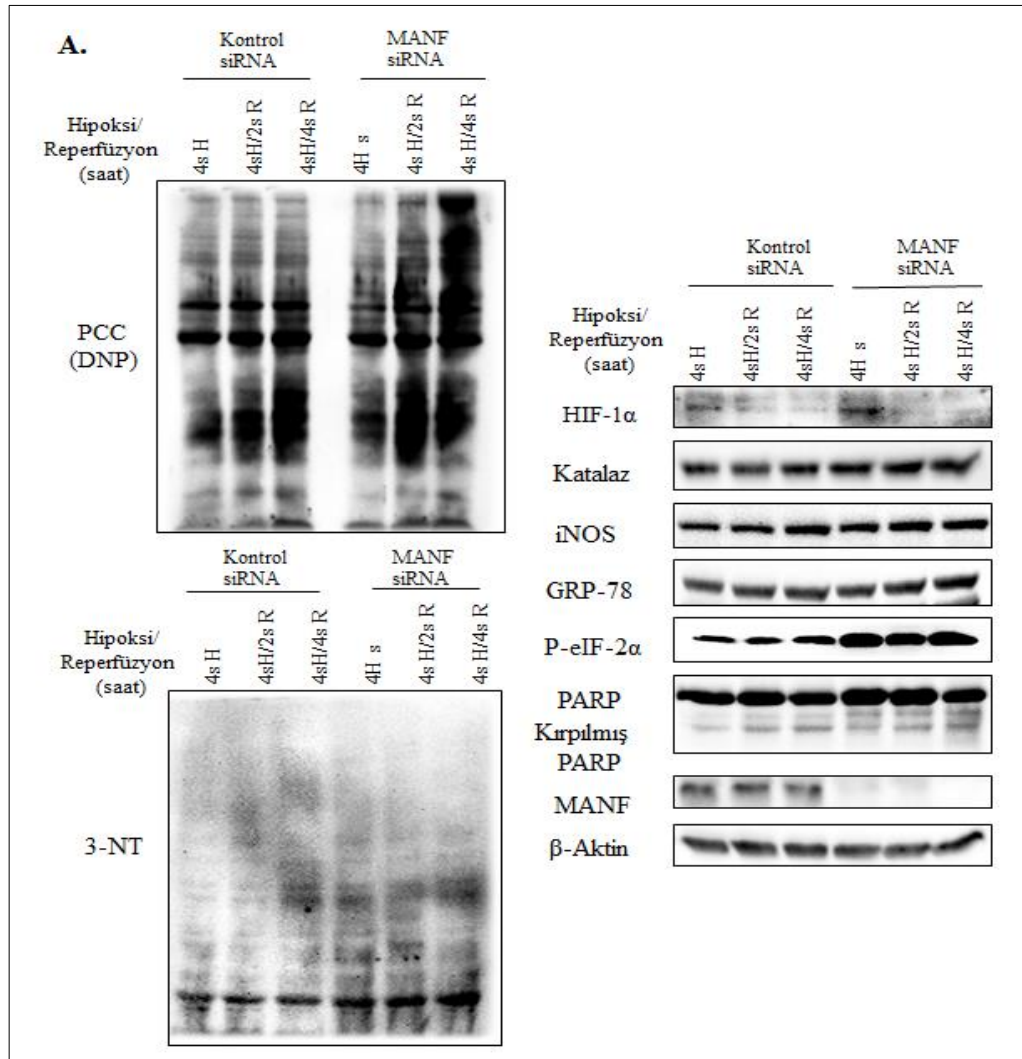 A.
Kontrol
siRNA
MANF
siRNA
Hipoksi/
Reperfüzyon
(saat)
4s H
4sH/2s R
4sH/4s R
4H s
4s H/2s R
4s H/4s R
PCC
(DNP)
Kontrol
siRNA
MANF
siRNA
Hipoksi/
Reperfüzyon
(saat)
4s H
4sH/2s R
4sH/4s R
4H s
4s H/2s R
4s H/4s R
3-NT
Kontrol
siRNA
MANF
siRNA
Hipoksi/
Reperfüzyon
(saat)
4s H
4sH/2s R
4sH/4s R
4H s
4s H/2s R
4s H/4s R
HIF-1α
Katalaz
iNOS
GRP-78
P-eIF-2α
PARP
Kırpılmış
PARP
MANF
β-Aktin